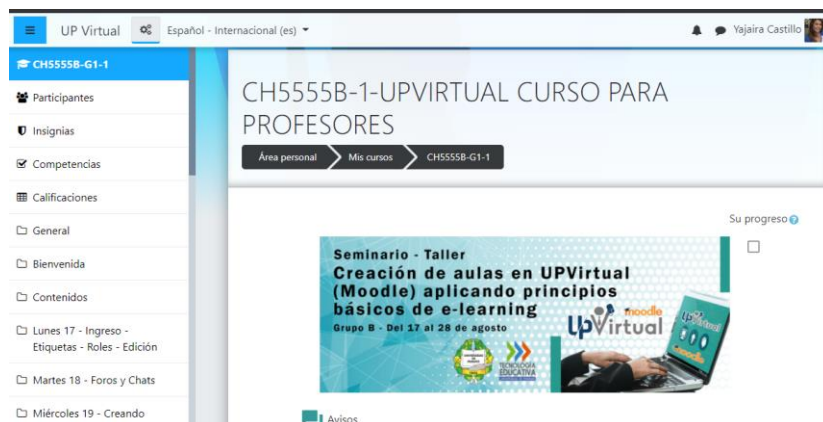 UP Virtual
Español - Internacional (es)
Yajaira Castillo
CH5555B-G1-1
Participantes
Insignias
Competencias
Calificaciones
General
Bienvenida
Contenidos
Lunes 17 - Ingreso -
Etiquetas - Roles - Edición
Martes 18 - Foros y Chats
Miércoles 19 - Creando
CH5555B-1-UPVIRTUAL CURSO PARA
PROFESORES
Área personal
Mis cursos
CH5555B-G1-1
Su progreso
Seminario - Taller
Creación de aulas en UPVirtual
(Moodle) aplicando principios
básicos de e-learning
Grupo B - Del 17 al 28 de agosto
moodle
UpVirtual
TECNOLOGÍA
EDUCATIVA
Avisos